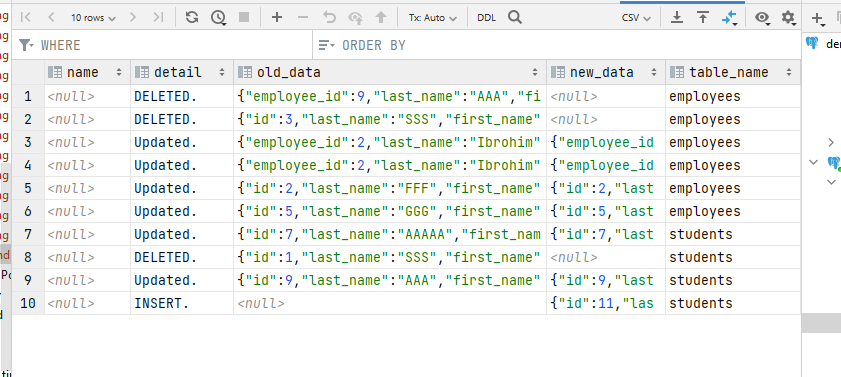 10 rows Tx: Auto DDL CSV
WHERE ORDER BY
name detail old_data new_data table_name
1 <null> DELETED. {"employee_id":9,"last_name":"AAA","fi <null> employees
2 <null> DELETED. {"id":3,"last_name":"SSS","first_name" <null> employees
3 <null> Updated. {"employee_id":2,"last_name":"Ibrohim" {"employee_id employees
4 <null> Updated. {"employee_id":2,"last_name":"Ibrohim" {"employee_id employees
5 <null> Updated. {"id":2,"last_name":"FFF","first_name" {"id":2,"last employees
6 <null> Updated. {"id":5,"last_name":"GGG","first_name" {"id":5,"last employees
7 <null> Updated. {"id":7,"last_name":"AAAAA","first_nam {"id":7,"last students
8 <null> DELETED. {"id":1,"last_name":"SSS","first_name" <null> students
9 <null> Updated. {"id":9,"last_name":"AAA","first_name" {"id":9,"last students
10 <null> INSERT. <null> {"id":11,"las students